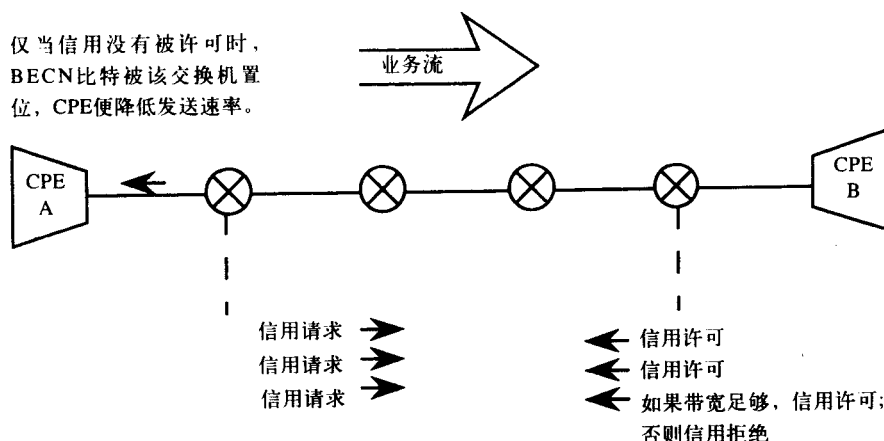 仅当信用没有被许可时，
BECN比特被该交换机置
位，CPE便降低发送速率。
业务流
CPE
A
CPE
B
信用请求
信用请求
信用请求
信用许可
信用许可
如果带宽足够，信用许可；
否则信用拒绝